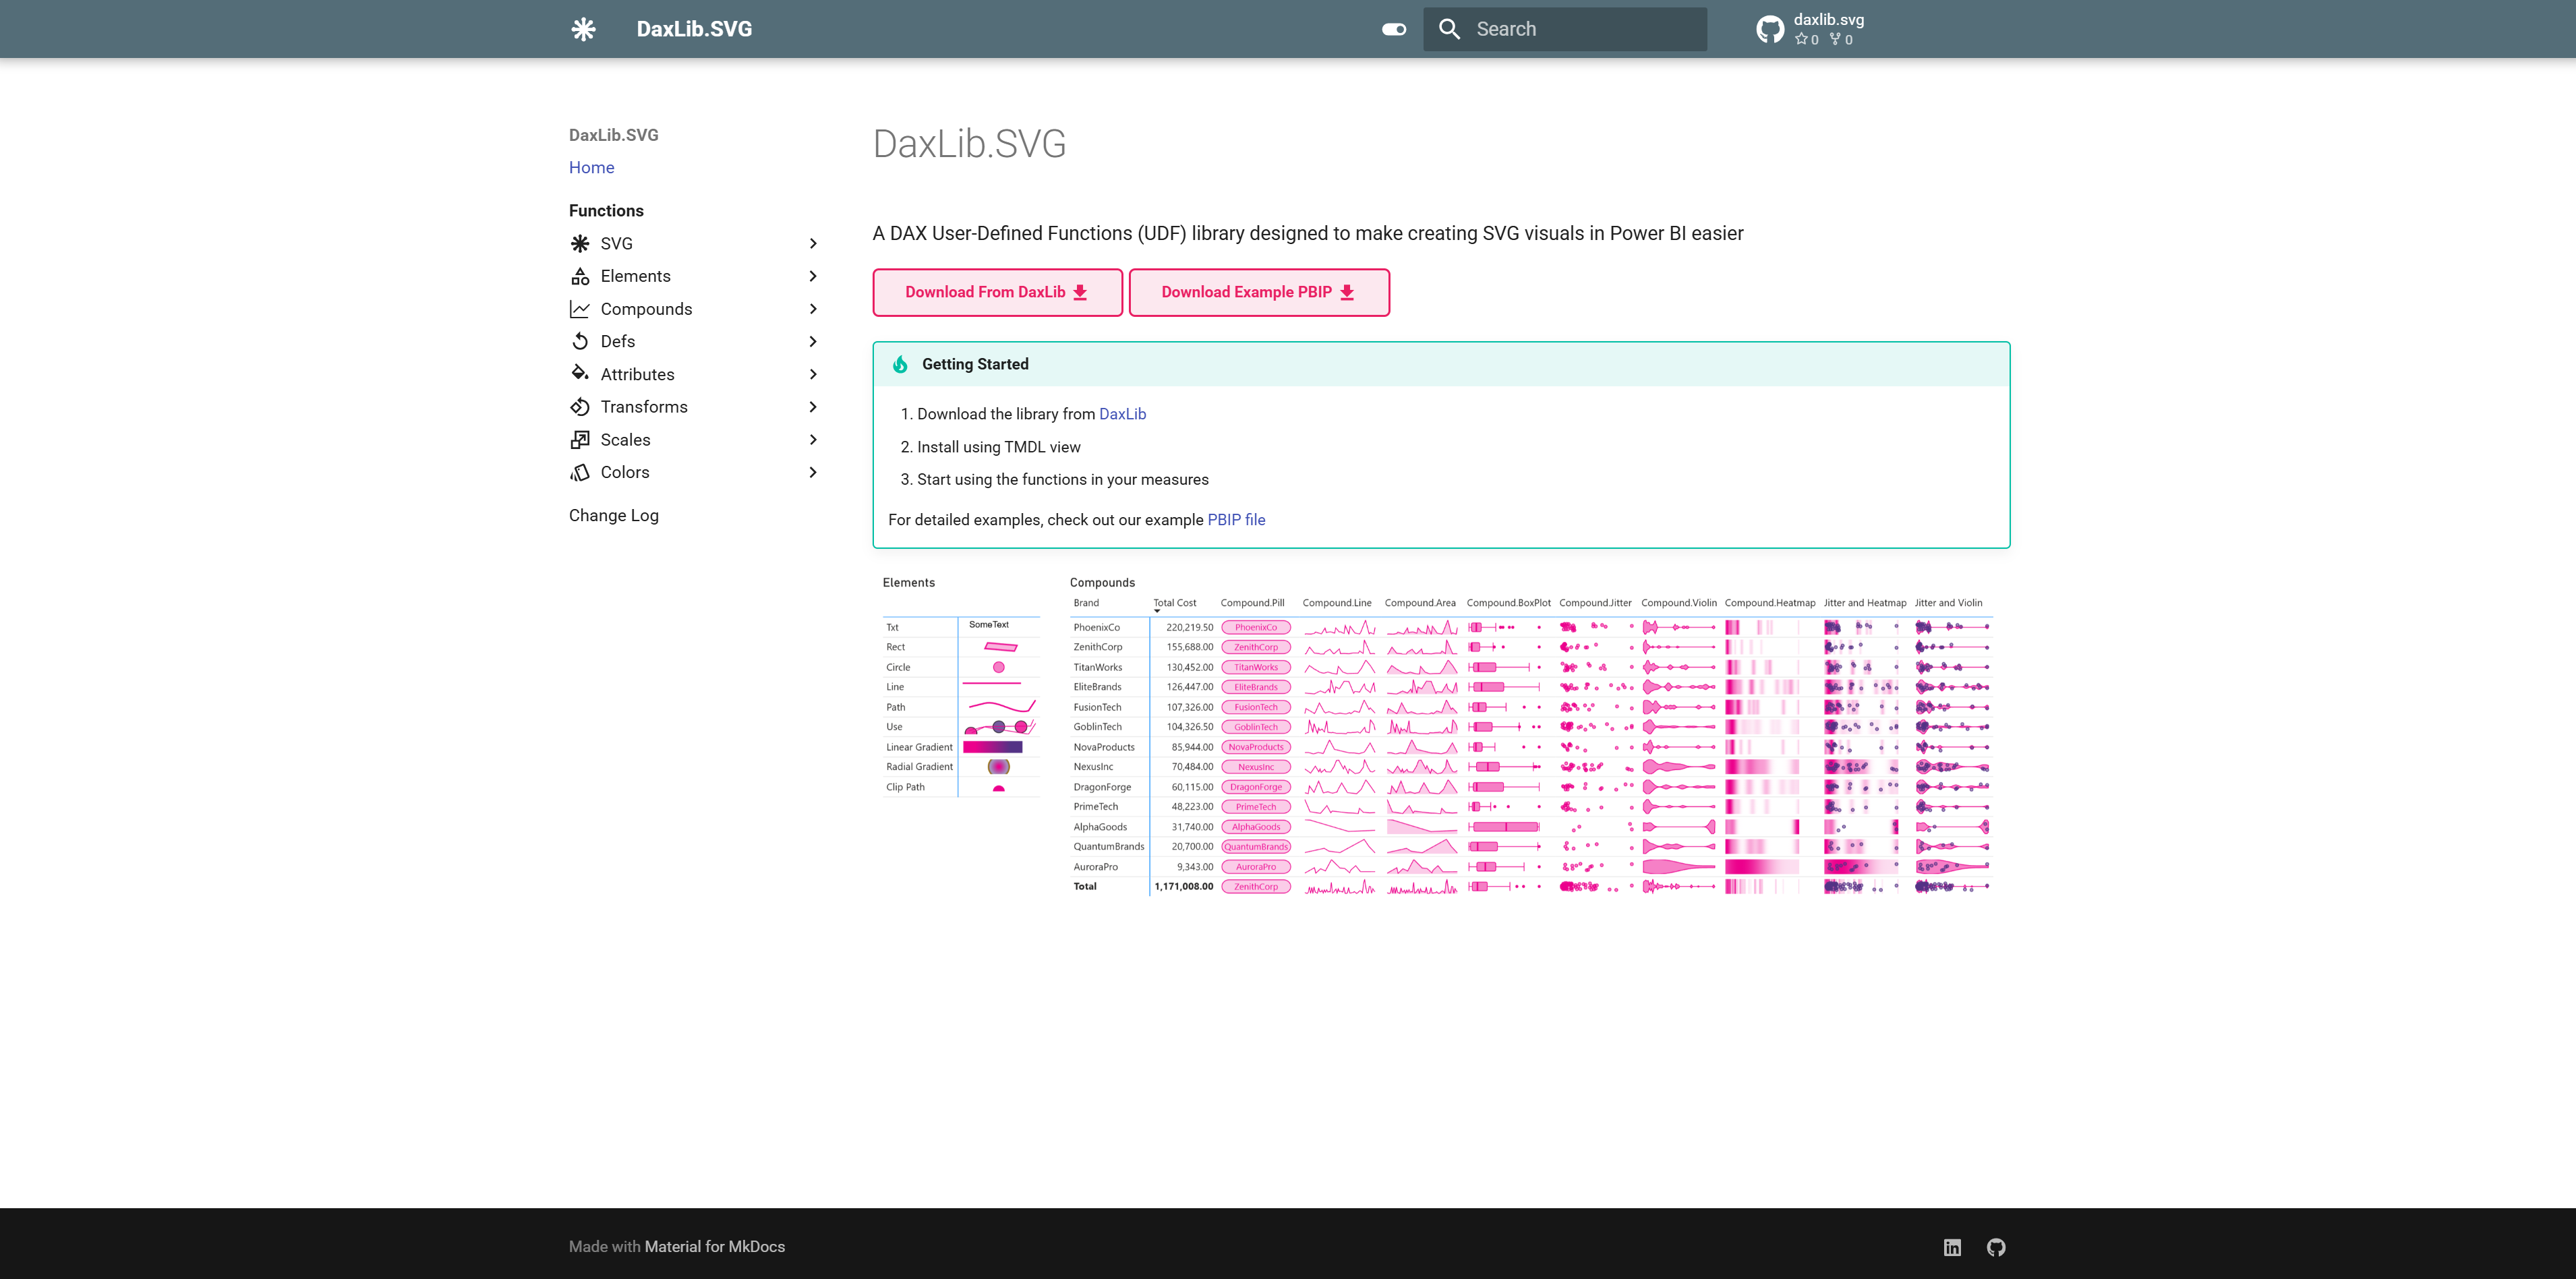 DaxLib.SVG
Search
daxlib.svg
0 0
DaxLib.SVG
Home
Functions
SVG
Elements
Compounds
Defs
Attributes
Transforms
Scales
Colors
Change Log
DaxLib.SVG
A DAX User-Defined Functions (UDF) library designed to make creating SVG visuals in Power BI easier
Download From DaxLib
Download Example PBIP
Getting Started
1. Download the library from DaxLib
2. Install using TMDL view
3. Start using the functions in your measures
For detailed examples, check out our example PBIP file
Elements
Txt SomeText
Rect
Circle
Line
Path
Use
Linear Gradient
Radial Gradient
Clip Path
Compounds
Brand Total Cost Compound.Pill Compound.Line Compound.Area Compound.BoxPlot Compound.Jitter Compound.Violin Compound.Heatmap Jitter and Heatmap Jitter and Violin
PhoenixCo 220,219.50 PhoenixCo
ZenithCorp 155,688.00 ZenithCorp
TitanWorks 130,452.00 TitanWorks
EliteBrands 126,447.00 EliteBrands
FusionTech 107,326.00 FusionTech
GoblinTech 104,326.50 GoblinTech
NovaProducts 85,944.00 NovaProducts
NexusInc 70,484.00 NexusInc
DragonForge 60,115.00 DragonForge
PrimeTech 48,223.00 PrimeTech
AlphaGoods 31,740.00 AlphaGoods
QuantumBrands 20,700.00 QuantumBrands
AuroraPro 9,343.00 AuroraPro
Total 1,171,008.00 ZenithCorp
Made with Material for MkDocs